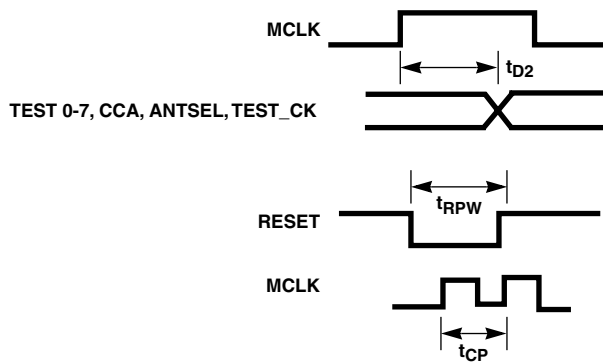 MCLK
tD2
TEST 0-7, CCA, ANTSEL, TEST_CK
tRPW
RESET
MCLK
tCP